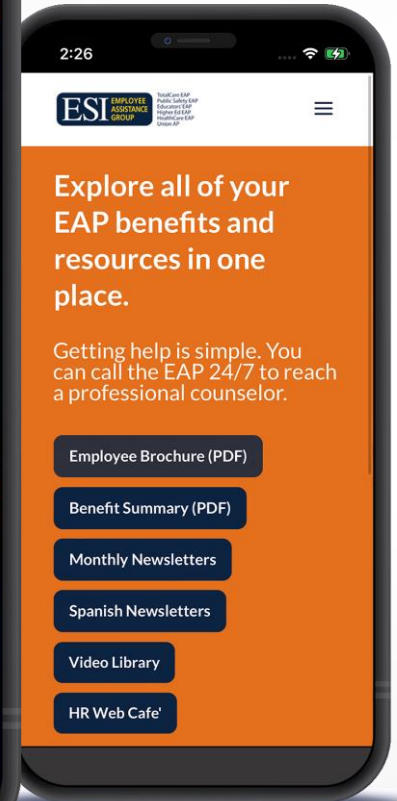 2:26
ESI EMPLOYEE
ASSISTANCE
GROUP
TotalCare EAP
Public Safety EAP
Educators' EAP
Higher Ed EAP
HealthCare EAP
Union AP
Explore all of your
EAP benefits and
resources in one
place.
Getting help is simple. You
can call the EAP 24/7 to reach
a professional counselor.
Employee Brochure (PDF)
Benefit Summary (PDF)
Monthly Newsletters
Spanish Newsletters
Video Library
HR Web Cafe'